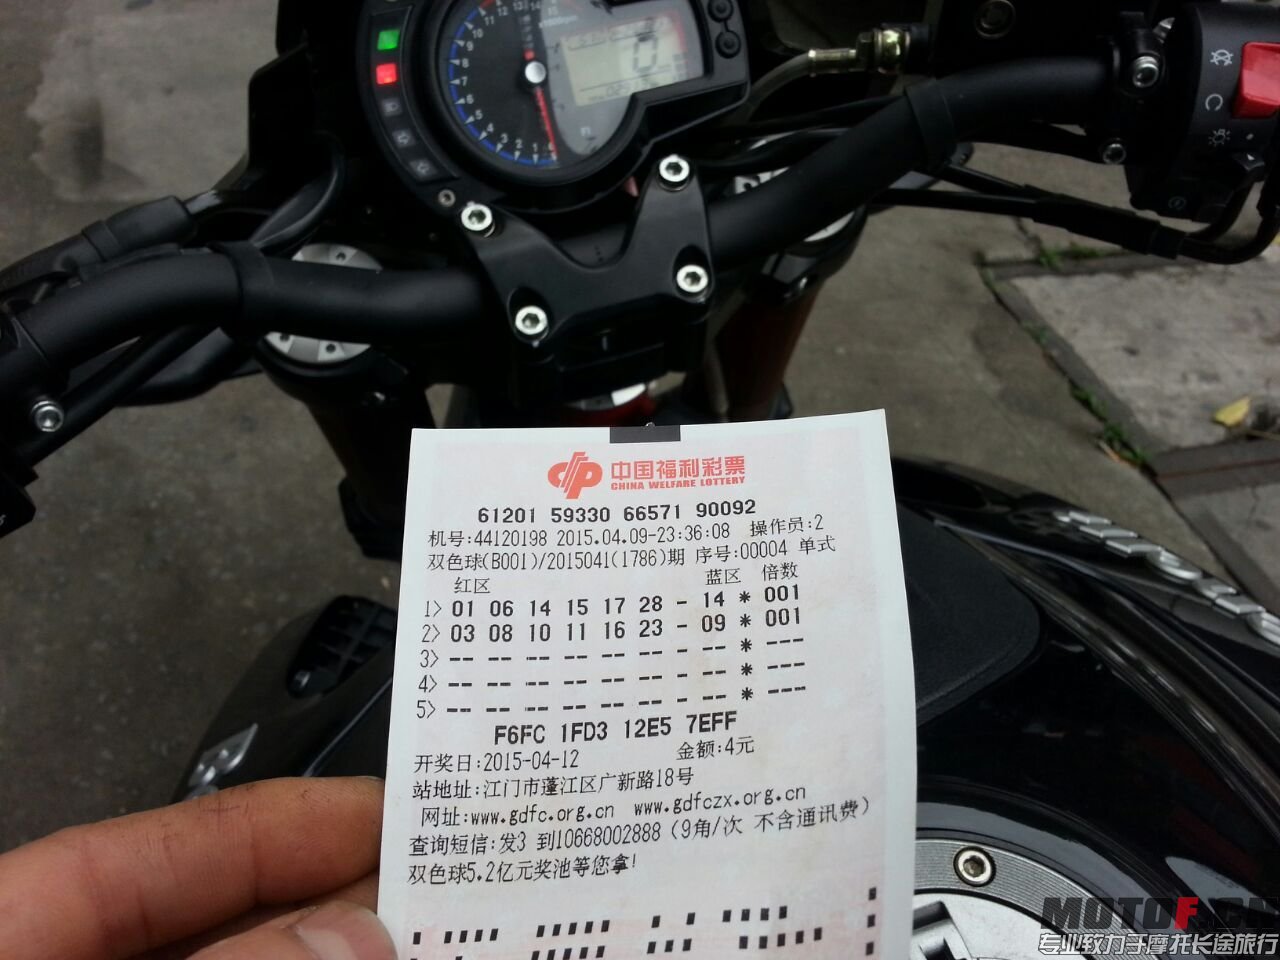 中国福利彩票
CHINA WELFARE LOTTERY
61201 59330 66571 90092
机号:44120198 2015.04.09-23:36:08 操作员:2
双色球(B001)/2015041(1786)期 序号:00004 单式
红区 蓝区 倍数
1> 01 06 14 15 17 28 - 14 * 001
2> 03 08 10 11 16 23 - 09 * 001
3> -- -- -- -- -- -- - -- * ---
4> -- -- -- -- -- -- - -- * ---
5> -- -- -- -- -- -- - -- * ---
F6FC 1FD3 12E5 7EFF
开奖日:2015-04-12 金额:4元
站地址:江门市蓬江区广新路18号
网址:www.gdfc.org.cn www.gdfczx.org.cn
查询短信:发3 到10668002888 (9角/次 不含通讯费)
双色球5.2亿元奖池等您拿!
MOTOF.CN
专业致力于摩托长途旅行